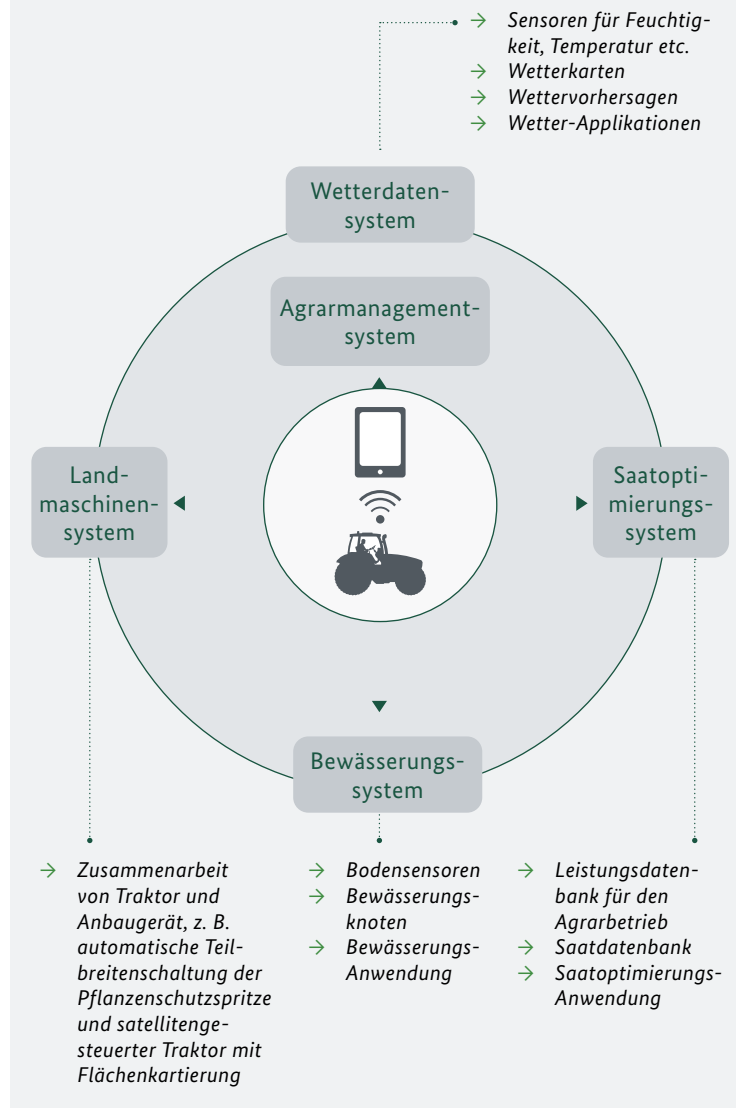 → Sensoren für Feuchtig-
keit, Temperatur etc.
→ Wetterkarten
→ Wettervorhersagen
→ Wetter-Applikationen
Wetterdaten-
system
Agrarmanagement-
system
Land-
maschinen-
system
Saatopti-
mierungs-
system
Bewässerungs-
system
→ Zusammenarbeit
von Traktor und
Anbaugerät, z. B.
automatische Teil-
breitenschaltung der
Pflanzenschutzspritze
und satellitenge-
steuerter Traktor mit
Flächenkartierung
→ Bodensensoren
→ Bewässerungs-
knoten
→ Bewässerungs-
Anwendung
→ Leistungsdaten-
bank für den
Agrarbetrieb
→ Saatdatenbank
→ Saatoptimierungs-
Anwendung